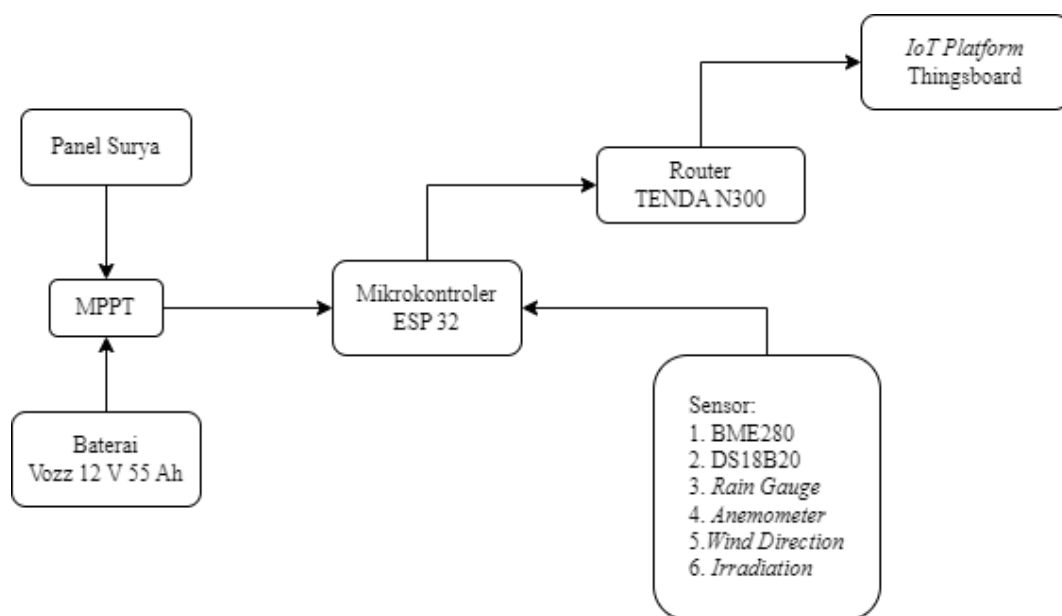 IoT Platform
Thingsboard
Panel Surya
Router
TENDA N300
MPPT
Mikrokontroler
ESP 32
Baterai
Vozz 12 V 55 Ah
Sensor:
1. BME280
2. DS18B20
3. Rain Gauge
4. Anemometer
5.Wind Direction
6. Irradiation